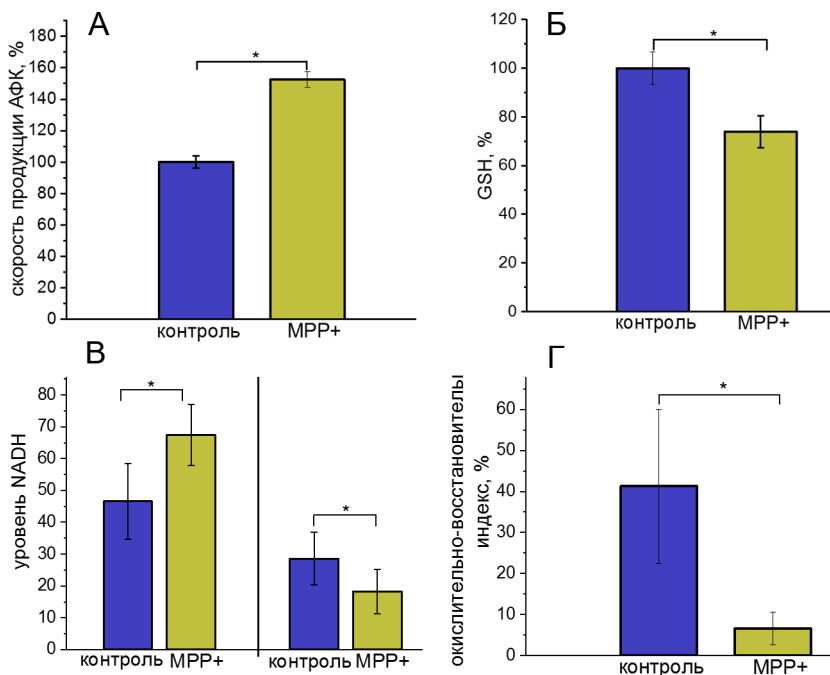 А
скорость продукции АФК, %
180
160
140
120
100
80
60
40
20
0
*
контроль
MPP+
Б
GSH, %
120
100
80
60
40
20
0
*
контроль
MPP+
В
уровень NADH
80
70
60
50
40
30
20
10
0
*
*
контроль
MPP+
контроль
MPP+
Г
окислительно-восстановителы
индекс, %
60
50
40
30
20
10
0
*
контроль
MPP+